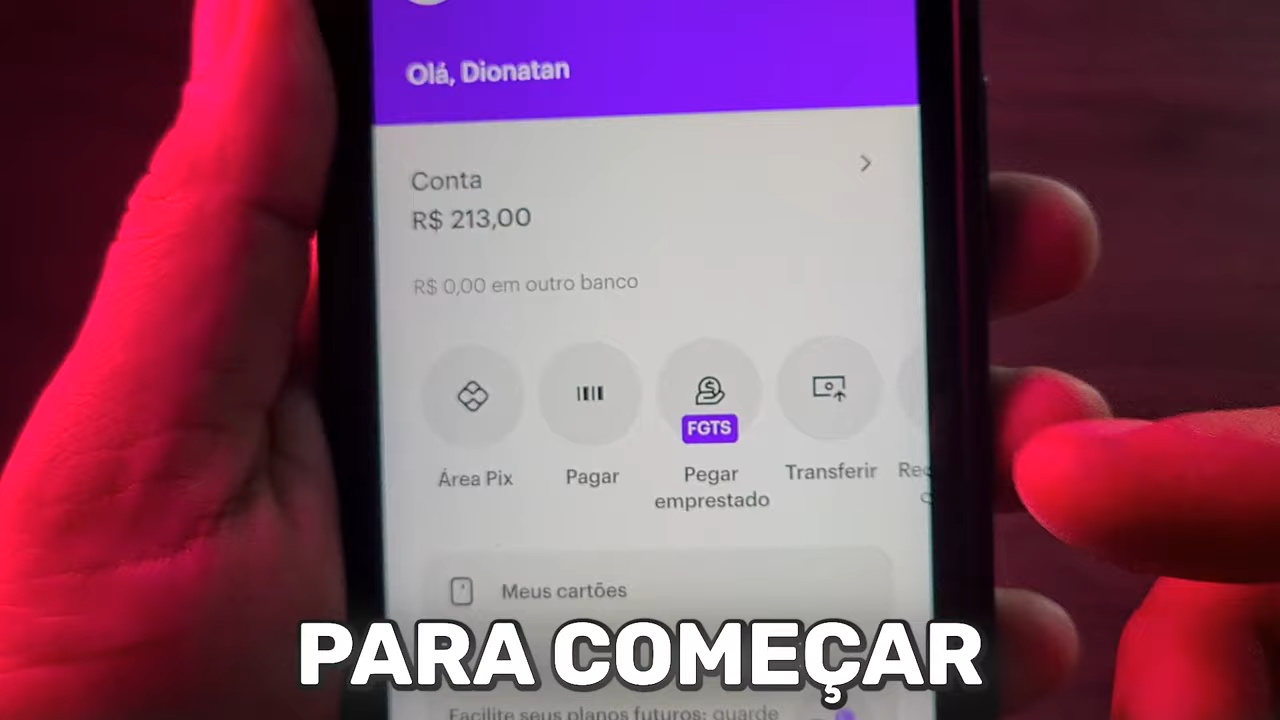 Olá, Dionatan
Conta
R$ 213,00
R$ 0,00 em outro banco
FGTS
Área Pix
Pagar
Pegar
emprestado
Transferir
Meus cartões
PARA COMEÇAR
Facilite seus planos futuros: guarde